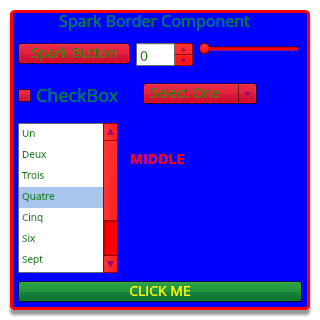 Spark Border Component
Spark Button
0
CheckBox
Select One
Un
Deux
Trois
Quatre
Cinq
Six
Sept
MIDDLE
CLICK ME